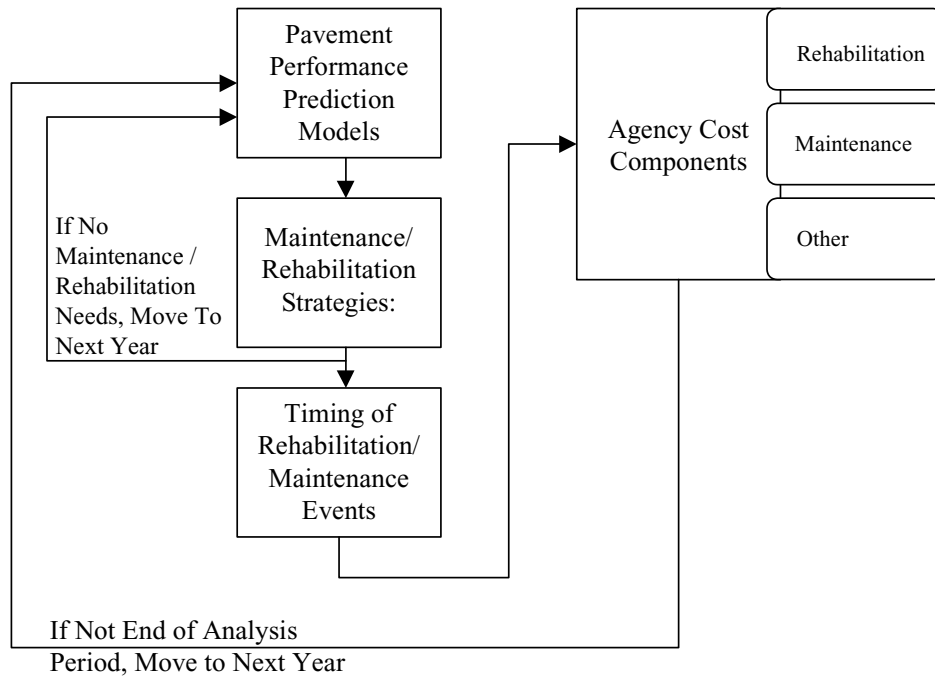 Pavement
Performance
Prediction
Models
Rehabilitation
Agency Cost
Components
Maintenance
Other
If No
Maintenance /
Rehabilitation
Needs, Move To
Next Year
Maintenance/
Rehabilitation
Strategies:
Timing of
Rehabilitation/
Maintenance
Events
If Not End of Analysis
Period, Move to Next Year